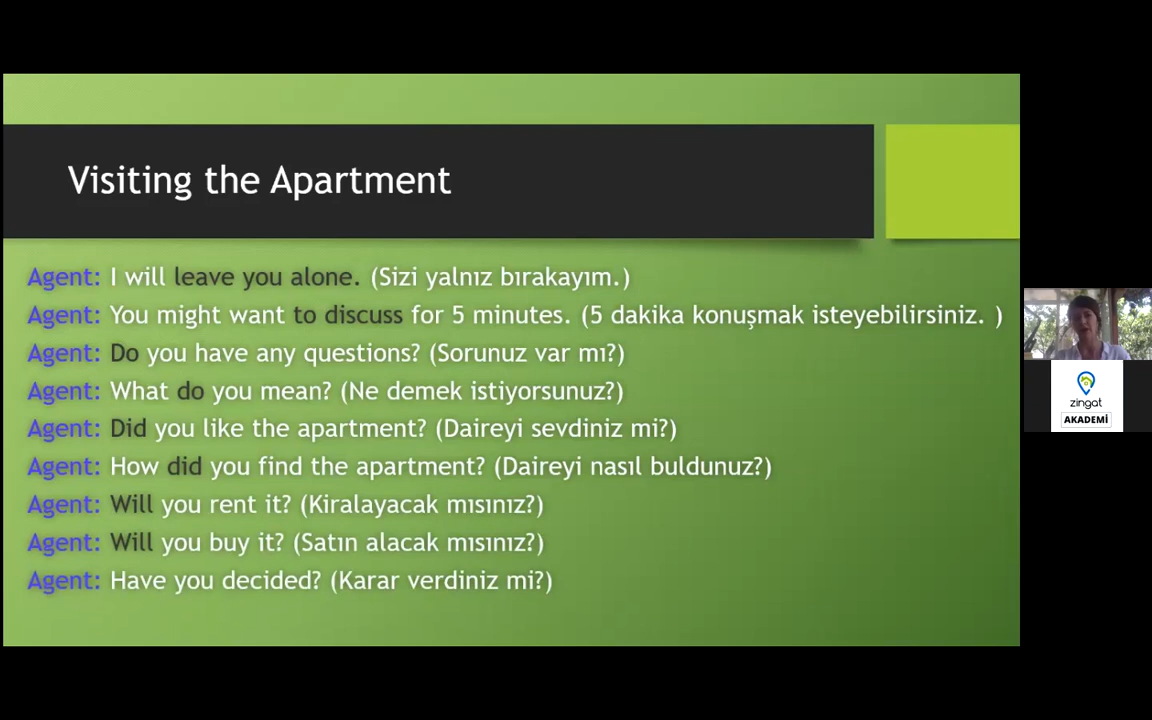 Visiting the Apartment
Agent: I will leave you alone. (Sizi yalnız bırakayım.)
Agent: You might want to discuss for 5 minutes. (5 dakika konuşmak isteyebilirsiniz. )
Agent: Do you have any questions? (Sorunuz var mı?)
Agent: What do you mean? (Ne demek istiyorsunuz?)
Agent: Did you like the apartment? (Daireyi sevdiniz mi?)
Agent: How did you find the apartment? (Daireyi nasıl buldunuz?)
Agent: Will you rent it? (Kiralayacak mısınız?)
Agent: Will you buy it? (Satın alacak mısınız?)
Agent: Have you decided? (Karar verdiniz mi?)
zingat
AKADEMİ